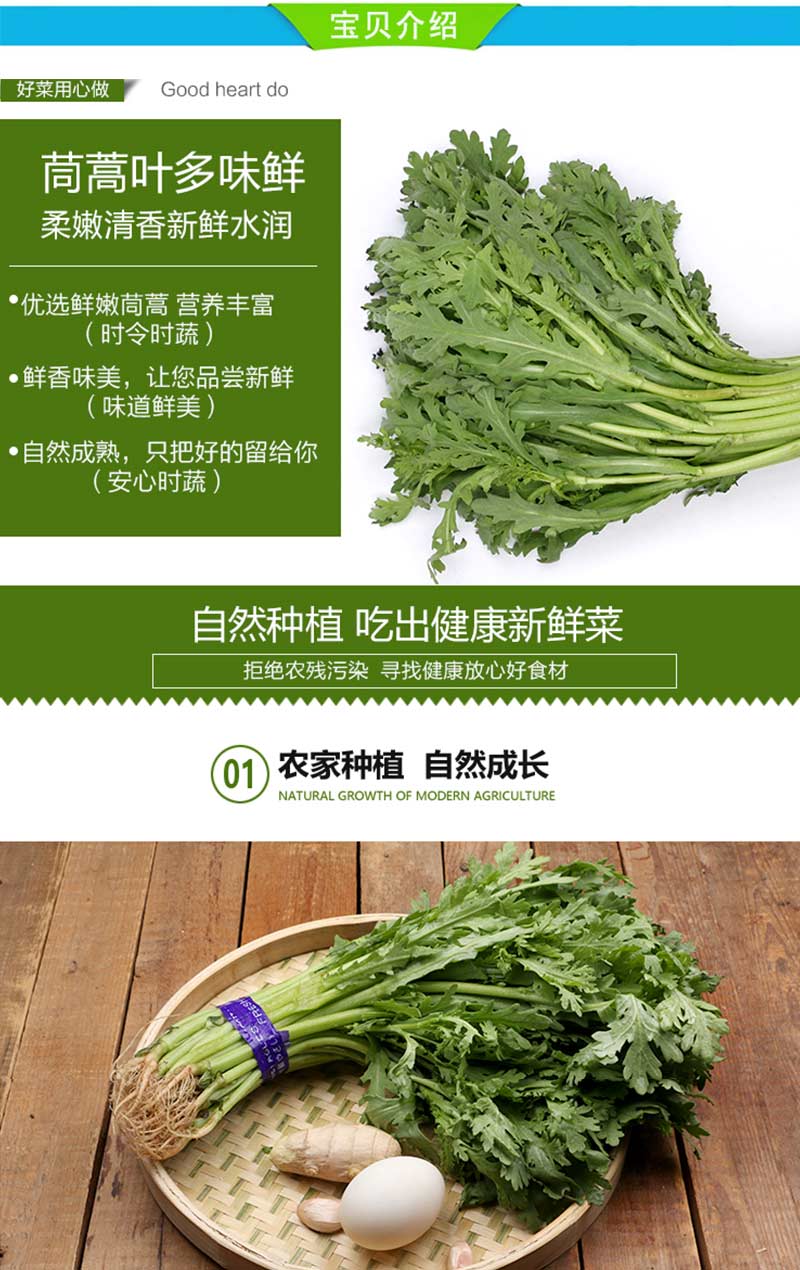 宝贝介绍
好菜用心做
Good heart do
茼蒿叶多味鲜
柔嫩清香新鲜水润
•优选鲜嫩茼蒿 营养丰富
（时令时蔬）
•鲜香味美，让您品尝新鲜
（味道鲜美）
•自然成熟，只把好的留给你
（安心时蔬）
自然种植 吃出健康新鲜菜
拒绝农残污染 寻找健康放心好食材
01
农家种植 自然成长
NATURAL GROWTH OF MODERN AGRICULTURE